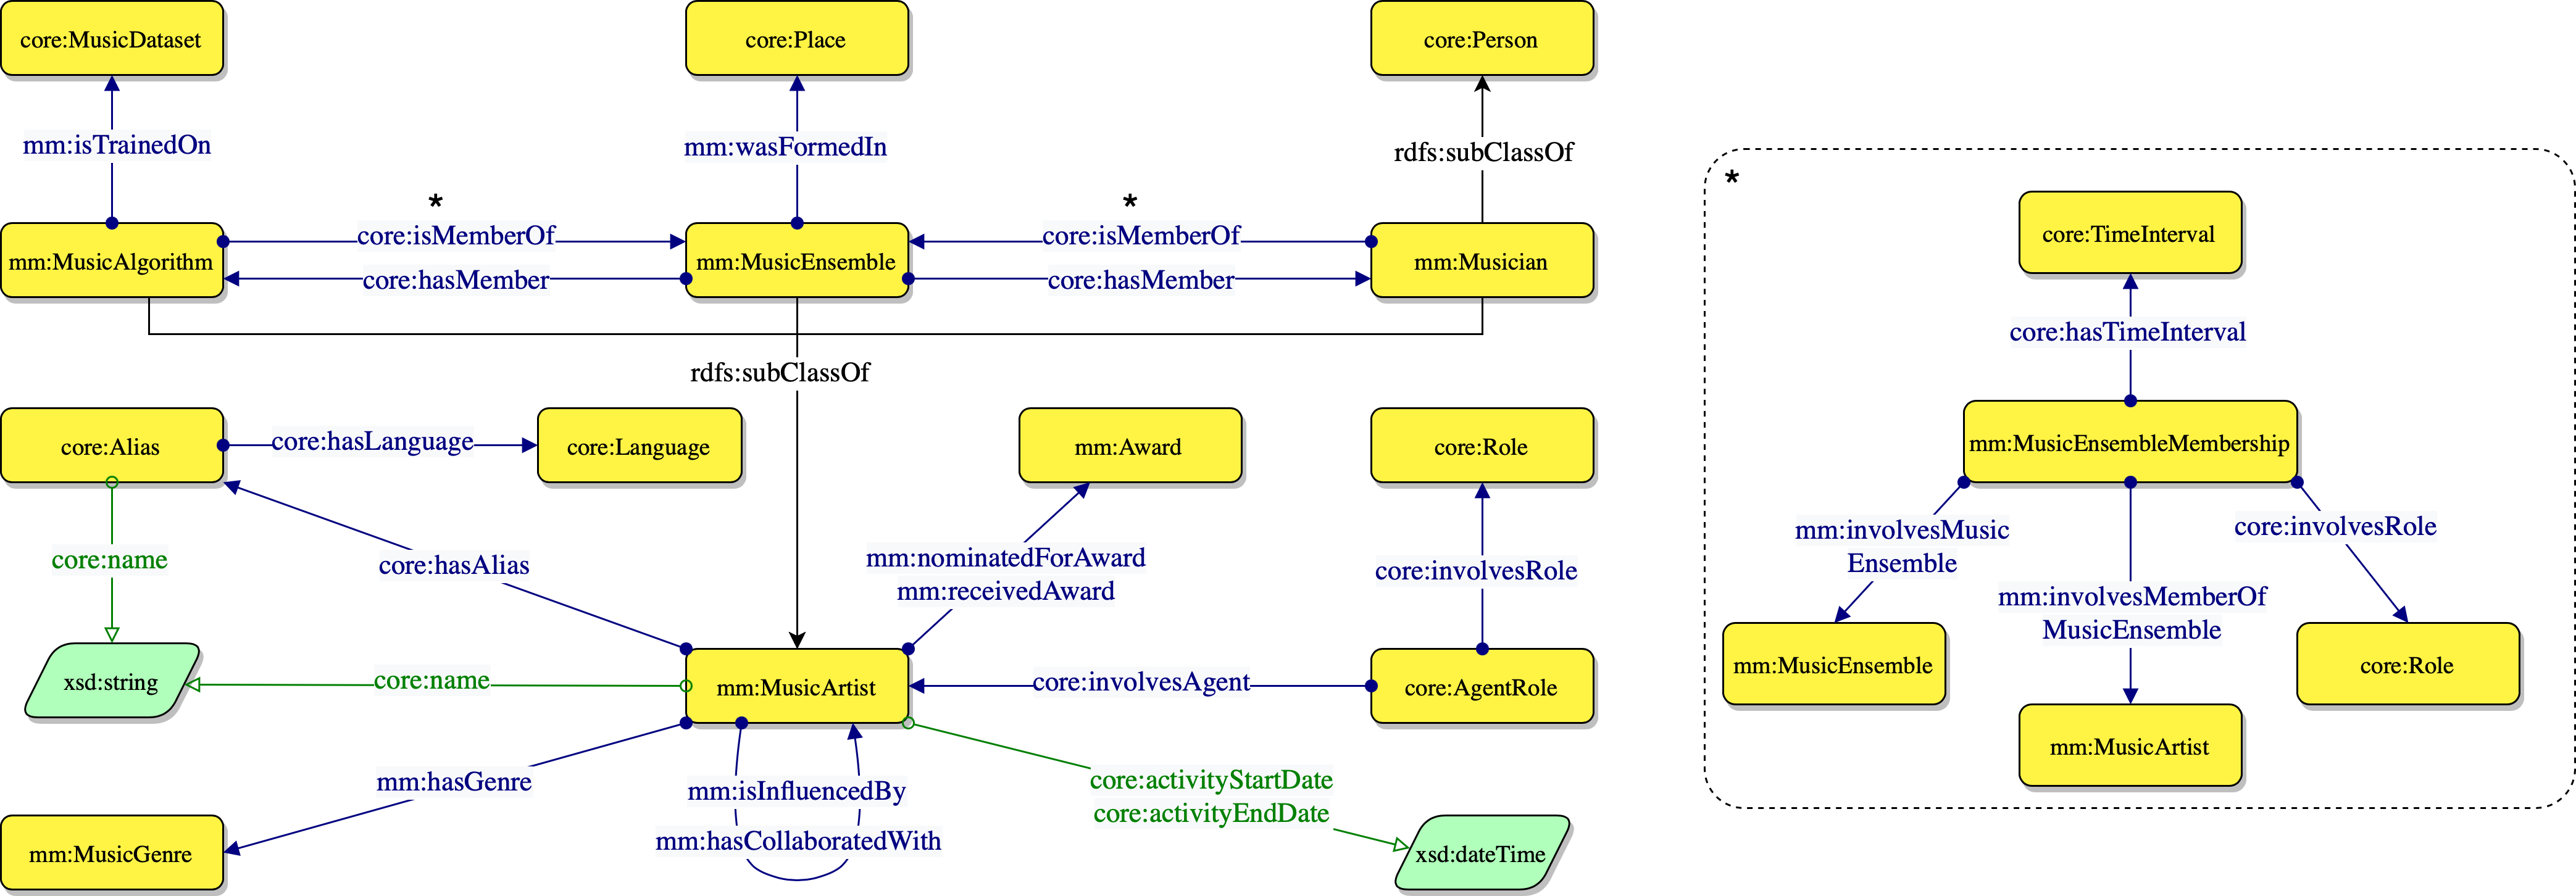 core:MusicDataset
core:Place
core:Person
mm:isTrainedOn
mm:wasFormedIn
rdfs:subClassOf
*
*
*
core:isMemberOf
core:isMemberOf
mm:MusicAlgorithm
mm:MusicEnsemble
mm:Musician
core:hasMember
core:hasMember
rdfs:subClassOf
core:Alias
core:hasLanguage
core:Language
mm:Award
core:Role
core:name
core:hasAlias
mm:nominatedForAward
mm:receivedAward
core:involvesRole
xsd:string
core:name
mm:MusicArtist
core:involvesAgent
core:AgentRole
mm:hasGenre
mm:isInfluencedBy
mm:hasCollaboratedWith
core:activityStartDate
core:activityEndDate
mm:MusicGenre
xsd:dateTime
core:TimeInterval
core:hasTimeInterval
mm:MusicEnsembleMembership
mm:involvesMusic
Ensemble
core:involvesRole
mm:involvesMemberOf
MusicEnsemble
mm:MusicEnsemble
core:Role
mm:MusicArtist